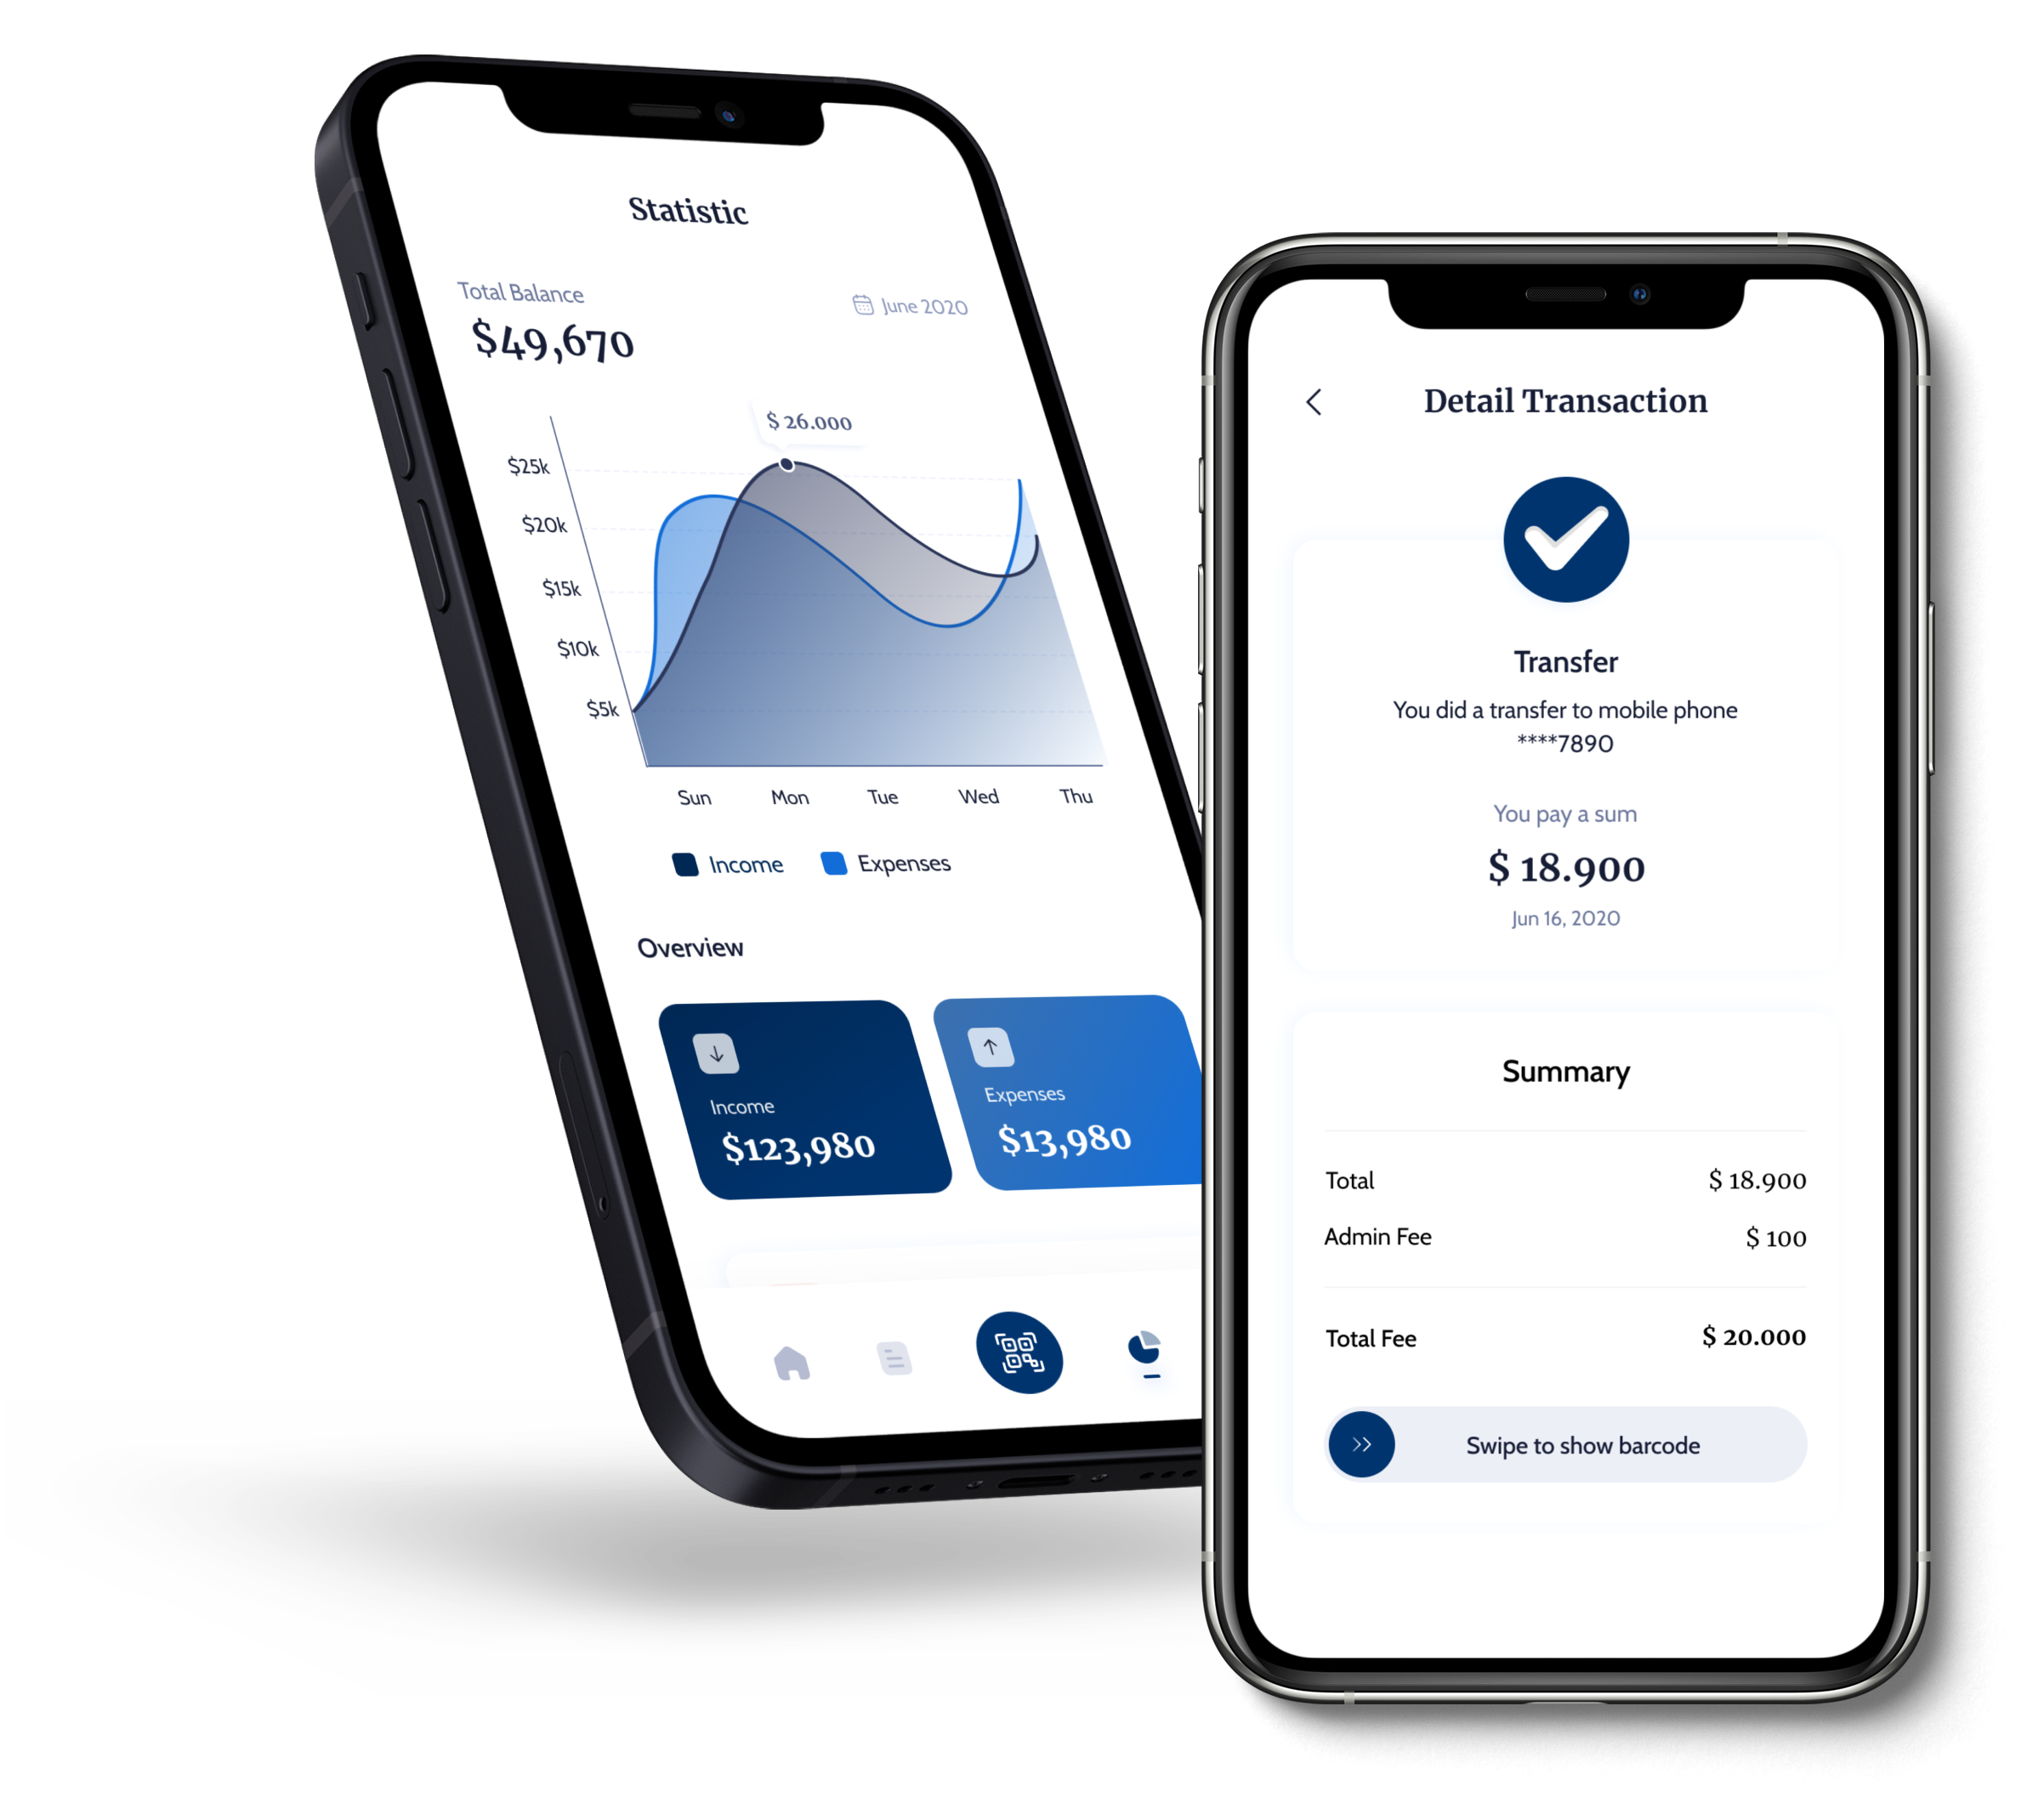 Statistic
Total Balance
June 2020
$49,670
$ 26.000
$25k
$20k
$15k
$10k
$5k
Sun Mon Tue Wed Thu
Income Expenses
Overview
Income
$123,980
Expenses
$13,980
Detail Transaction
Transfer
You did a transfer to mobile phone
****7890
You pay a sum
$ 18.900
Jun 16, 2020
Summary
Total $ 18.900
Admin Fee $ 100
Total Fee $ 20.000
Swipe to show barcode